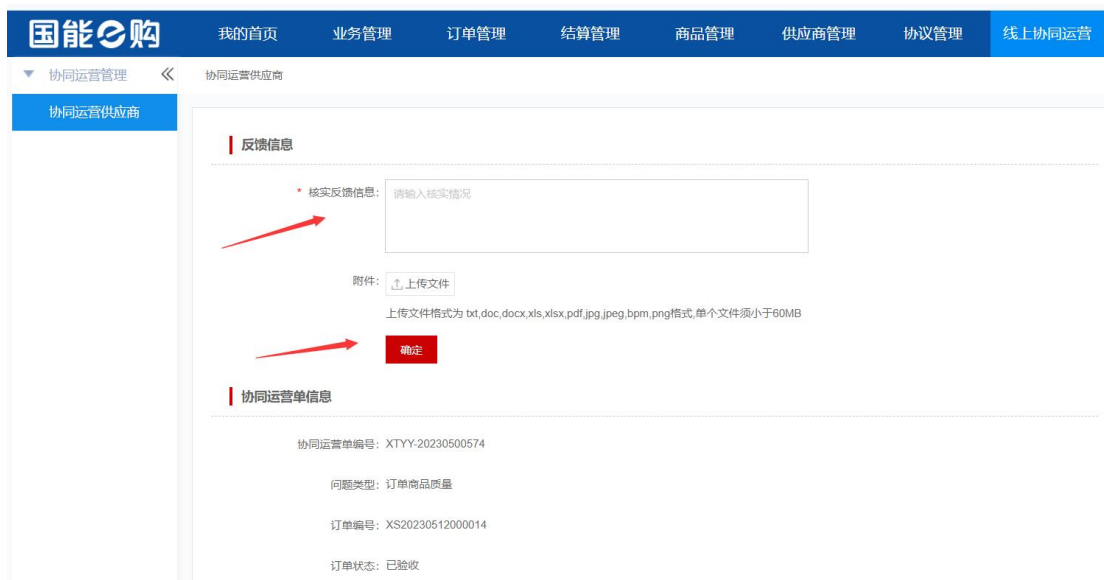 国能e购 我的首页 业务管理 订单管理 结算管理 商品管理 供应商管理 协议管理 线上协同运营
协同运营管理 协同运营供应商
协同运营供应商
反馈信息
* 核实反馈信息: 请输入核实情况
附件: 上传文件
上传文件格式为 txt,doc,docx,xls,xlsx,pdf,jpg,jpeg,bpm,png格式,单个文件须小于60MB
确定
协同运营单信息
协同运营单编号: XTYY-20230500574
问题类型: 订单商品质量
订单编号: XS20230512000014
订单状态: 已验收